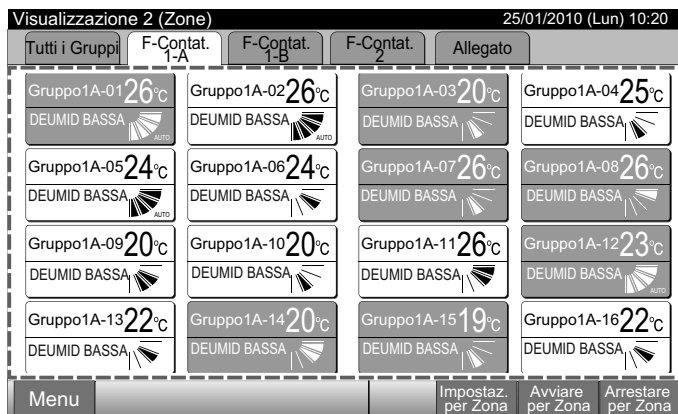 Visualizzazione 2 (Zone) 25/01/2010 (Lun) 10:20
Tutti i Gruppi F-Contat. 1-A F-Contat. 1-B F-Contat. 2 Allegato
Gruppo1A-01 26°C Gruppo1A-02 26°C Gruppo1A-03 20°C Gruppo1A-04 25°C
DEUMID BASSA AUTO DEUMID BASSA AUTO DEUMID BASSA DEUMID BASSA
Gruppo1A-05 24°C Gruppo1A-06 24°C Gruppo1A-07 26°C Gruppo1A-08 26°C
DEUMID BASSA AUTO DEUMID BASSA DEUMID BASSA DEUMID BASSA
Gruppo1A-09 20°C Gruppo1A-10 20°C Gruppo1A-11 26°C Gruppo1A-12 23°C
DEUMID BASSA DEUMID BASSA DEUMID BASSA DEUMID BASSA AUTO
Gruppo1A-13 22°C Gruppo1A-14 20°C Gruppo1A-15 19°C Gruppo1A-16 22°C
DEUMID BASSA DEUMID BASSA DEUMID BASSA DEUMID BASSA
Menu Impostaz. per Zona Avviare per Zona Arrestare per Zona